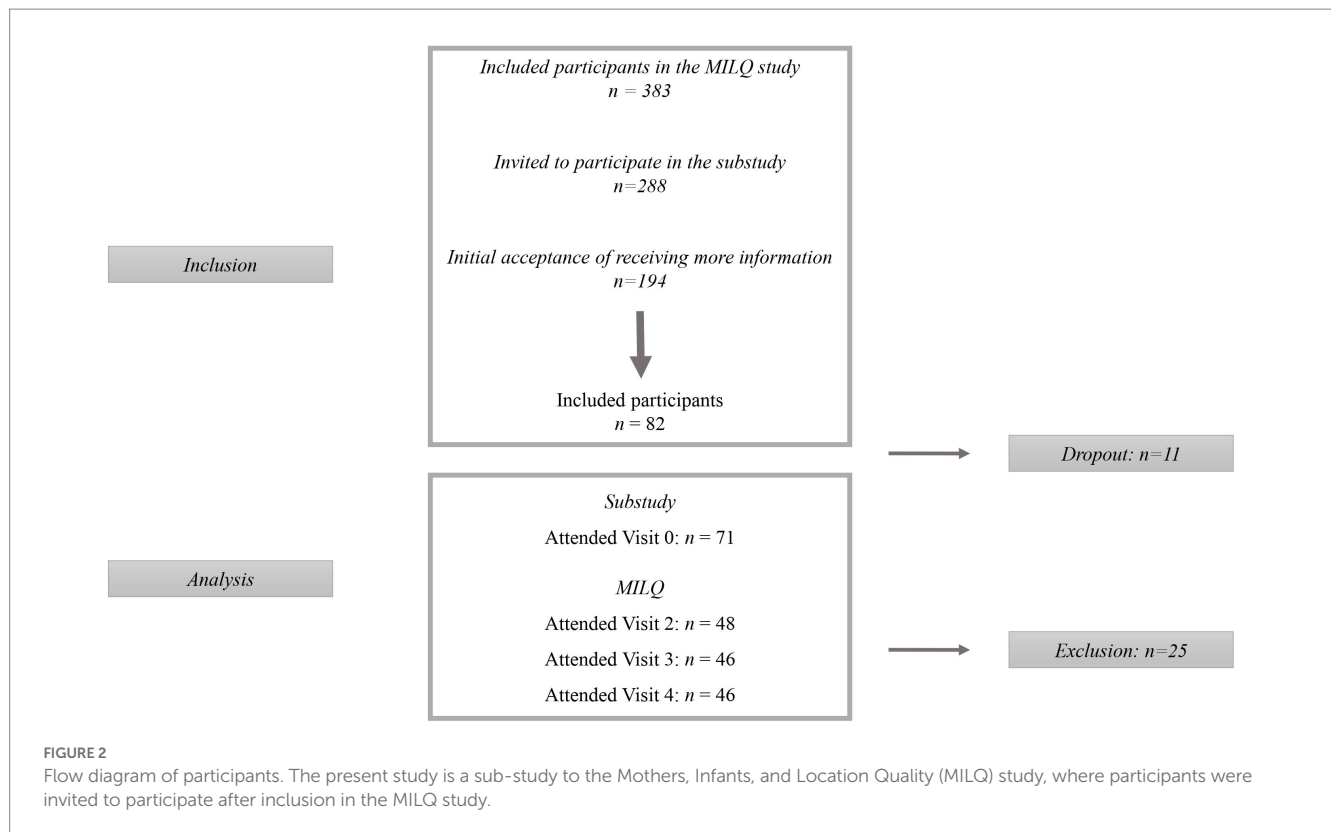 Included participants in the MILQ study
n = 383
Invited to participate in the substudy
n=288
Inclusion
Initial acceptance of receiving more information
n=194
Included participants
n = 82
Dropout: n=11
Substudy
Attended Visit 0: n = 71
Analysis
MILQ
Attended Visit 2: n = 48
Attended Visit 3: n = 46
Exclusion: n=25
Attended Visit 4: n = 46
FIGURE 2
Flow diagram of participants. The present study is a sub-study to the Mothers, Infants, and Location Quality (MILQ) study, where participants were
invited to participate after inclusion in the MILQ study.